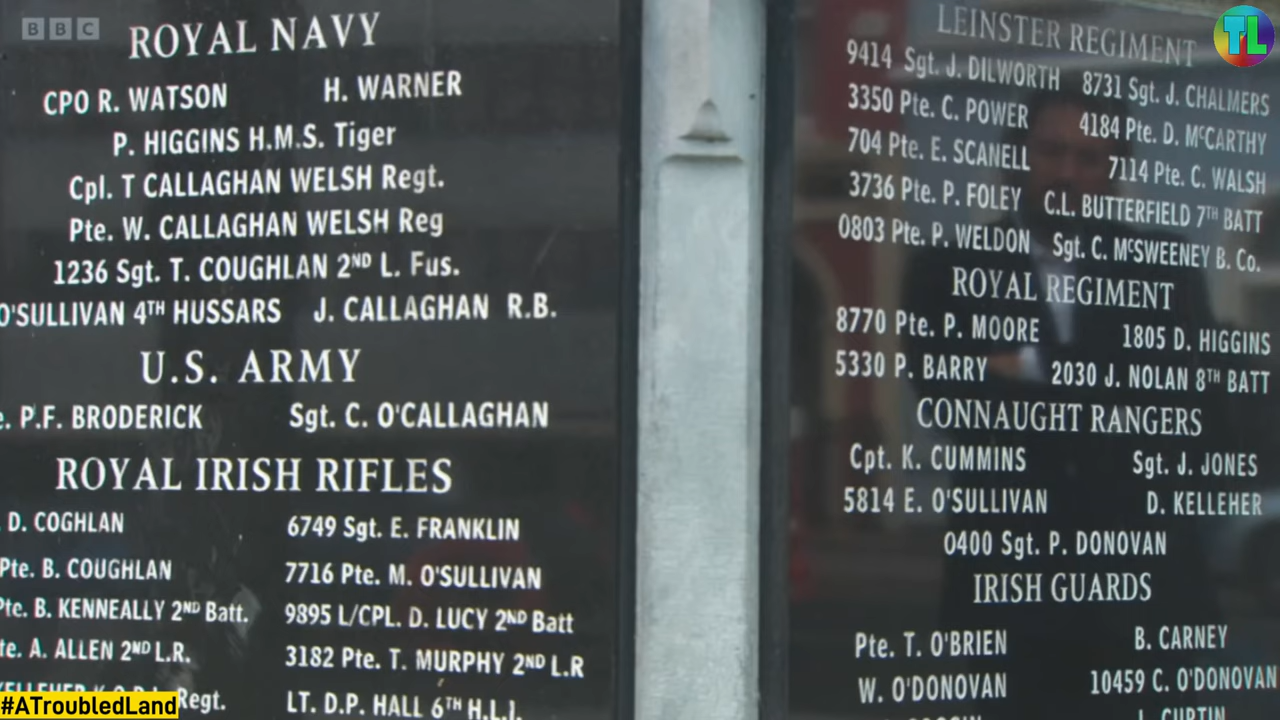 BBC
ROYAL NAVY
CPO R. WATSON H. WARNER
P. HIGGINS H.M.S. Tiger
Cpl. T CALLAGHAN WELSH Regt.
Pte. W. CALLAGHAN WELSH Reg
1236 Sgt. T. COUGHLAN 2ND L. Fus.
O'SULLIVAN 4TH HUSSARS J. CALLAGHAN R.B.
U.S. ARMY
P.F. BRODERICK Sgt. C. O'CALLAGHAN
ROYAL IRISH RIFLES
D. COGHLAN 6749 Sgt. E. FRANKLIN
Pte. B. COUGHLAN 7716 Pte. M. O'SULLIVAN
Pte. B. KENNEALLY 2ND Batt. 9895 L/CPL. D. LUCY 2ND Batt
te. A. ALLEN 2ND L.R. 3182 Pte. T. MURPHY 2ND L.R
Regt. LT. D.P. HALL 6TH H.L.I.
#ATroubledLand
TL
LEINSTER REGIMENT
9414 Sgt. J. DILWORTH 8731 Sgt. J. CHALMERS
3350 Pte. C. POWER 4184 Pte. D. McCARTHY
704 Pte. E. SCANELL 7114 Pte. C. WALSH
3736 Pte. P. FOLEY C.L. BUTTERFIELD 7TH BATT
0803 Pte. P. WELDON Sgt. C. McSWEENEY B. Co.
ROYAL REGIMENT
8770 Pte. P. MOORE 1805 D. HIGGINS
5330 P. BARRY 2030 J. NOLAN 8TH BATT
CONNAUGHT RANGERS
Cpt. K. CUMMINS Sgt. J. JONES
5814 E. O'SULLIVAN D. KELLEHER
0400 Sgt. P. DONOVAN
IRISH GUARDS
Pte. T. O'BRIEN B. CARNEY
W. O'DONOVAN 10459 C. O'DONOVAN
CURTIN